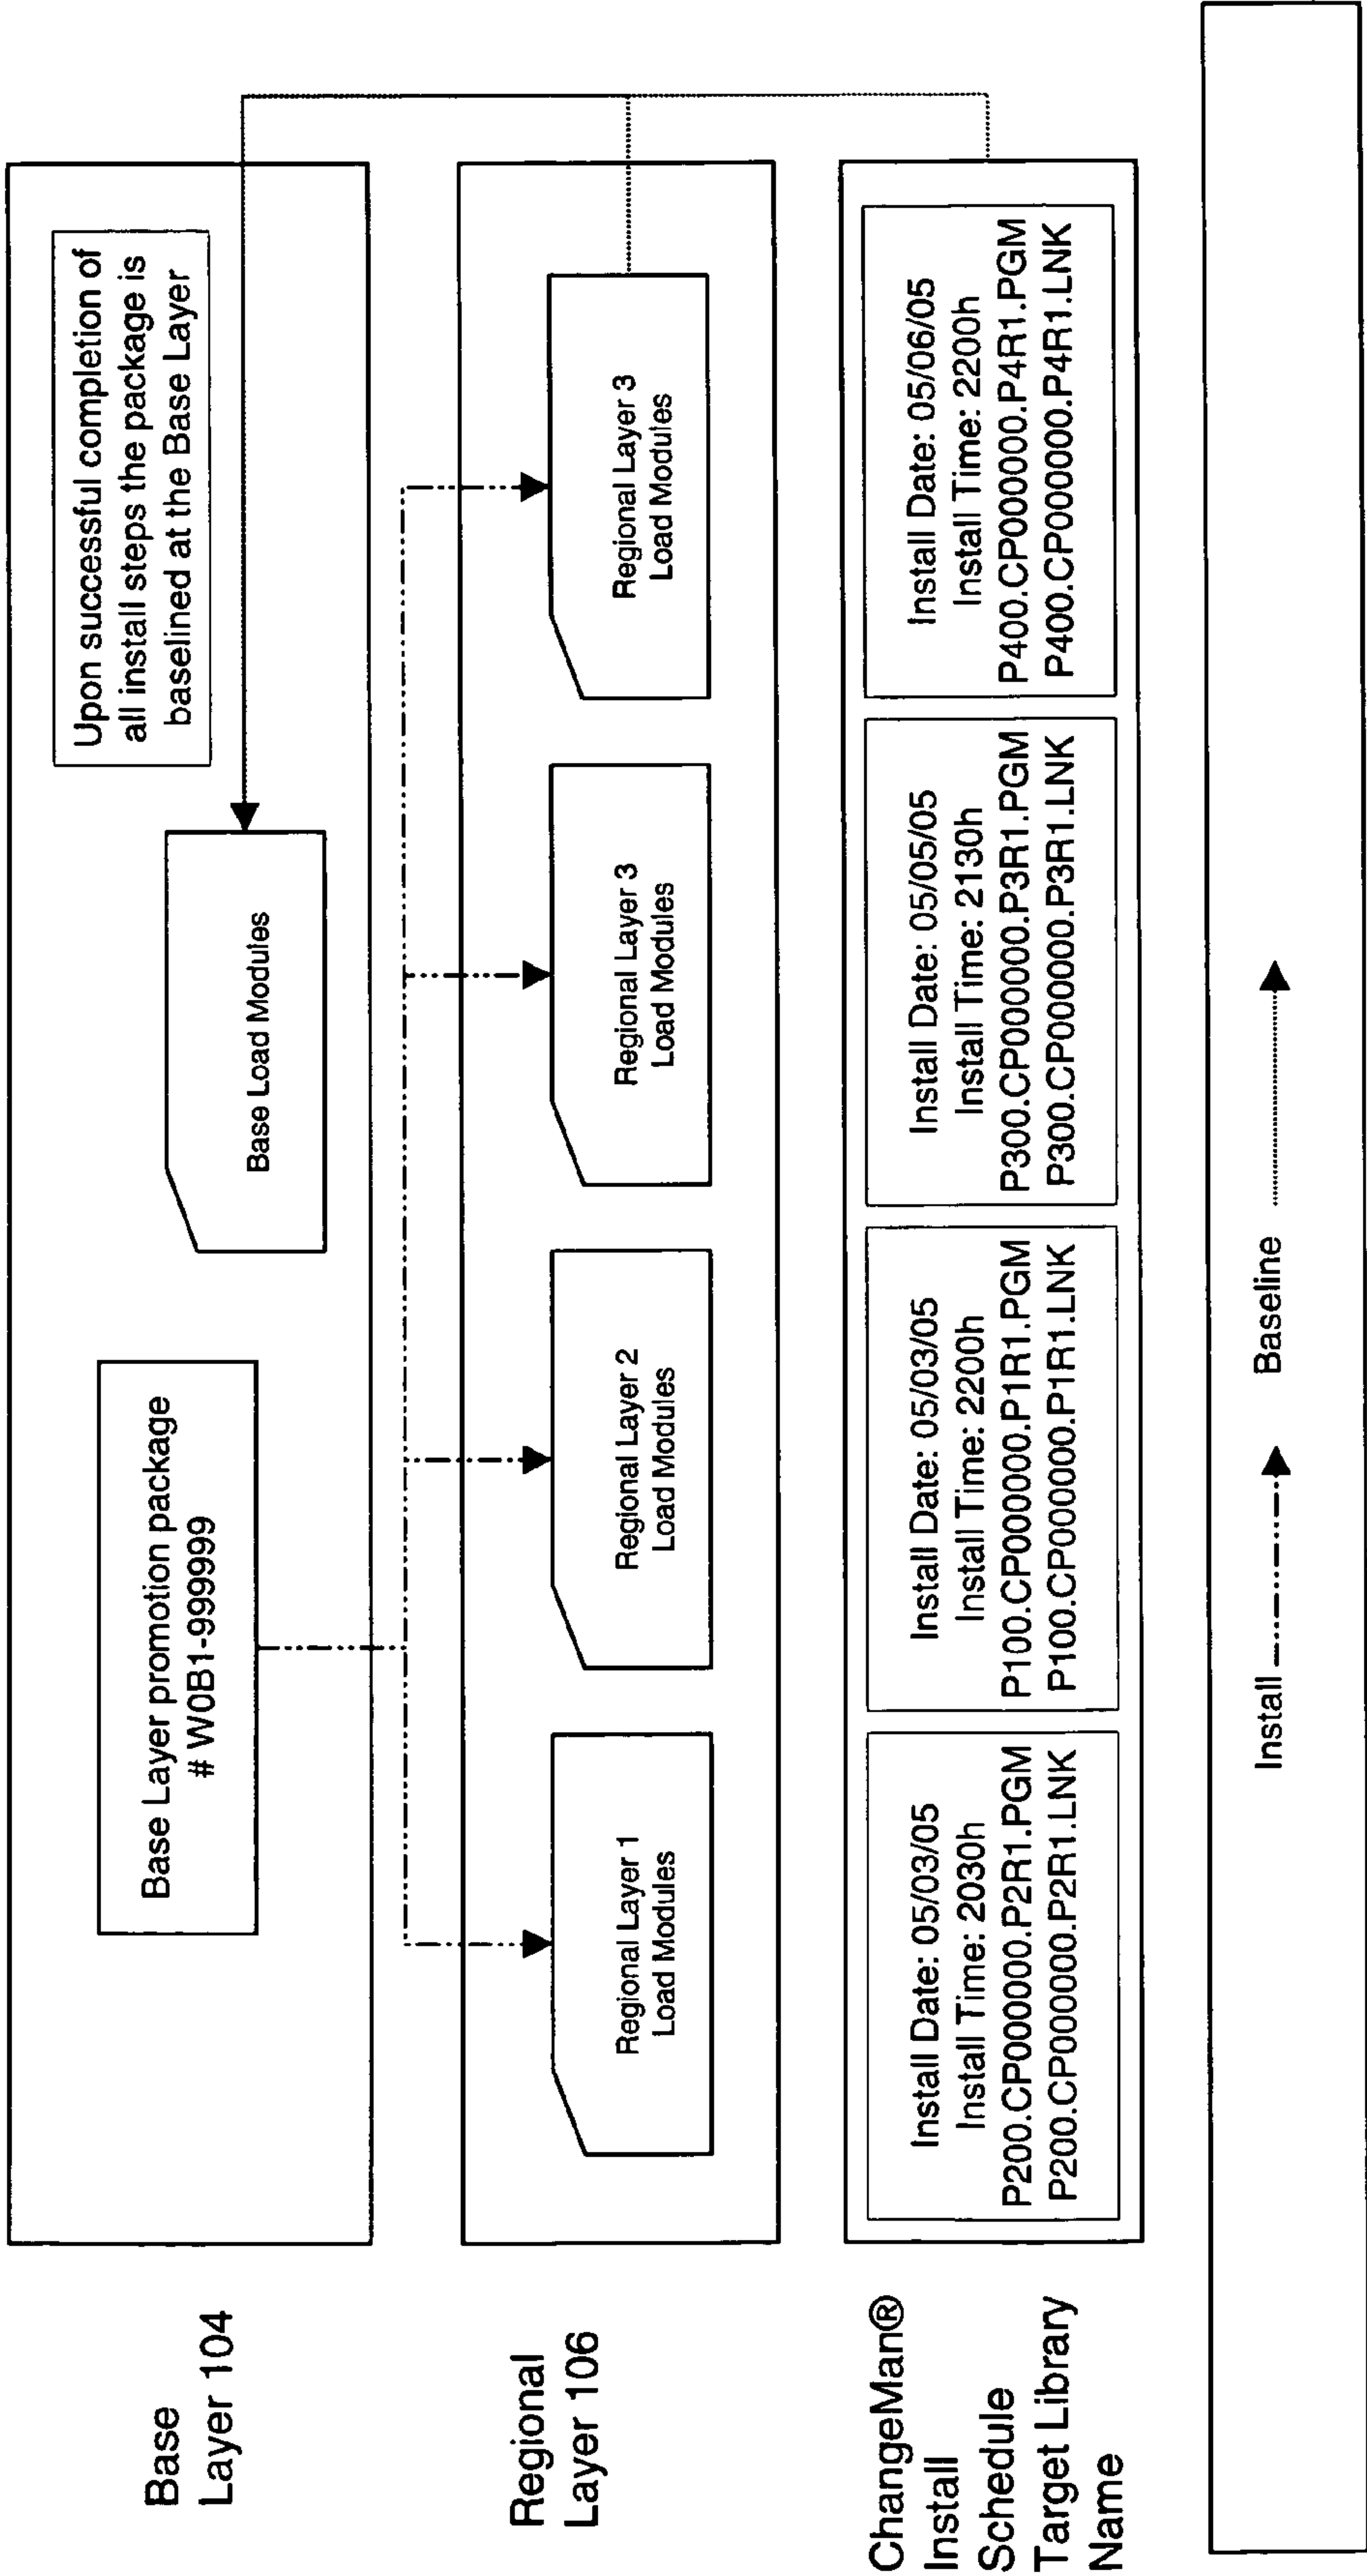 Base
Layer 104
Base Layer promotion package
# W0B1-999999
Base Load Modules
Upon successful completion of
all install steps the package is
baselined at the Base Layer
Regional
Layer 106
Regional Layer 1
Load Modules
Regional Layer 2
Load Modules
Regional Layer 3
Load Modules
Regional Layer 3
Load Modules
ChangeMan®
Install
Schedule
Target Library
Name
Install Date: 05/03/05
Install Time: 2030h
P200.CP000000.P2R1.PGM
P200.CP000000.P2R1.LNK
Install Date: 05/03/05
Install Time: 2200h
P100.CP000000.P1R1.PGM
P100.CP000000.P1R1.LNK
Install Date: 05/05/05
Install Time: 2130h
P300.CP000000.P3R1.PGM
P300.CP000000.P3R1.LNK
Install Date: 05/06/05
Install Time: 2200h
P400.CP000000.P4R1.PGM
P400.CP000000.P4R1.LNK
Install
Baseline